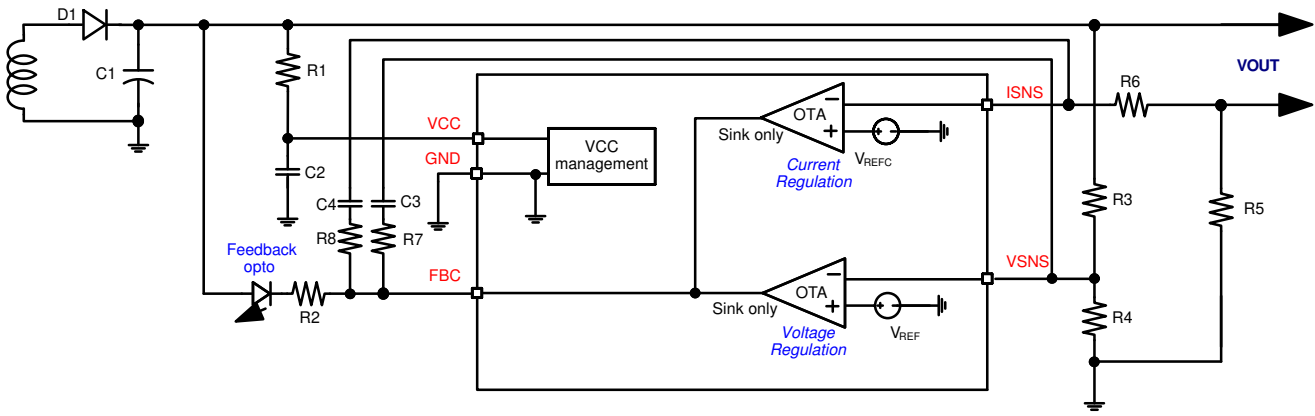 D1
C1
R1
VCC
GND
C2
C4
C3
R8
R7
Feedback
opto
R2
FBC
VCC
management
OTA
Sink only
VREFC
Current
Regulation
OTA
Sink only
VREF
Voltage
Regulation
ISNS
VSNS
R6
VOUT
R3
R5
R4